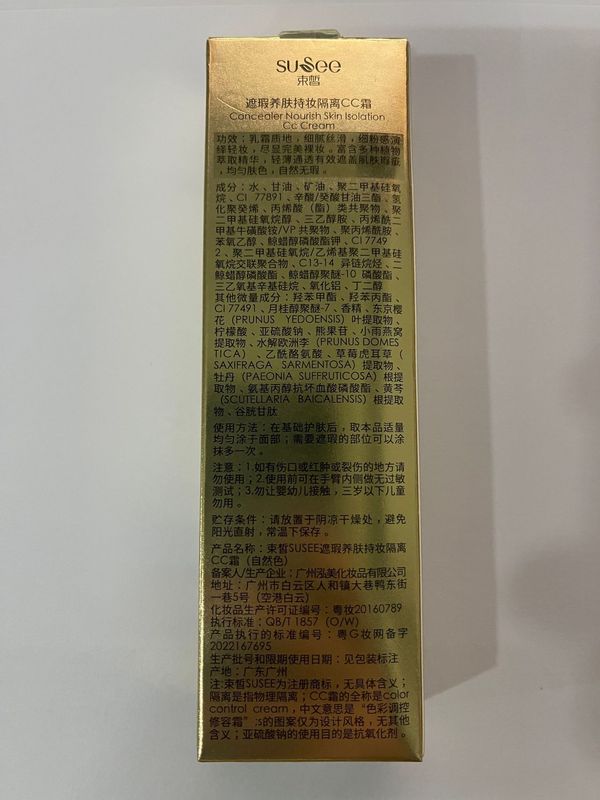 suSee
束皙
遮瑕养肤持妆隔离CC霜
Concealer Nourish Skin Isolation
Cc Cream
功效：乳霜质地，细腻丝滑，细粉感演
绎轻妆，尽显完美裸妆。富含多种植物
萃取精华，轻薄通透有效遮盖肌肤瑕疵
，均匀肤色，自然无瑕。
成分：水、甘油、矿油、聚二甲基硅氧
烷、CI 77891、辛酸/癸酸甘油三酯、氢
化聚癸烯、丙烯酸（酯）类共聚物、聚
二甲基硅氧烷醇、三乙醇胺、丙烯酰二
甲基牛磺酸铵/VP 共聚物、聚丙烯酰胺、
苯氧乙醇、鲸蜡醇磷酸酯钾、CI 7749
2、聚二甲基硅氧烷/乙烯基聚二甲基硅
氧烷交联聚合物、C13-14 异链烷烃、二
鲸蜡醇磷酸酯、鲸蜡醇聚醚-10 磷酸酯、
三乙氧基辛基硅烷、氧化铝、丁二醇
其他微量成分：羟苯甲酯、羟苯丙酯、
CI 77491、月桂醇聚醚-7、香精、东京樱
花（PRUNUS YEDOENSIS）叶提取物、
柠檬酸、亚硫酸钠、熊果苷、小雨燕窝
提取物、水解欧洲李（PRUNUS DOMES
TICA）、乙酰酪氨酸、草莓虎耳草（
SAXIFRAGA SARMENTOSA）提取物、
牡丹（PAEONIA SUFFRUTICOSA）根提
取物、氨基丙醇抗坏血酸磷酸酯、黄芩
（SCUTELLARIA BAICALENSIS）根提取
物、谷胱甘肽
使用方法：在基础护肤后，取本品适量
均匀涂于面部；需要遮瑕的部位可以涂
抹多一次。
注意：1.如有伤口或红肿或裂伤的地方请
勿使用；2.使用前可在手臂内侧做无过敏
测试；3.勿让婴幼儿接触，三岁以下儿童
勿用。
贮存条件：请放置于阴凉干燥处，避免
阳光直射，常温下保存。
产品名称：束皙SUSEE遮瑕养肤持妆隔离
CC霜（自然色）
备案人/生产企业：广州泓美化妆品有限公司
地址：广州市白云区人和镇大巷鸭东街
一巷5号（空港白云）
化妆品生产许可证编号：粤妆20160789
执行标准：QB/T 1857（O/W）
产品执行的标准编号：粤G妆网备字
2022167695
生产批号和限期使用日期：见包装标注
产地：广东广州
注:束皙SUSEE为注册商标，无具体含义；
隔离是指物理隔离；CC霜的全称是color
control cream，中文意思是“色彩调控
修容霜”;s的图案仅为设计风格，无其他
含义；亚硫酸钠的使用目的是抗氧化剂。